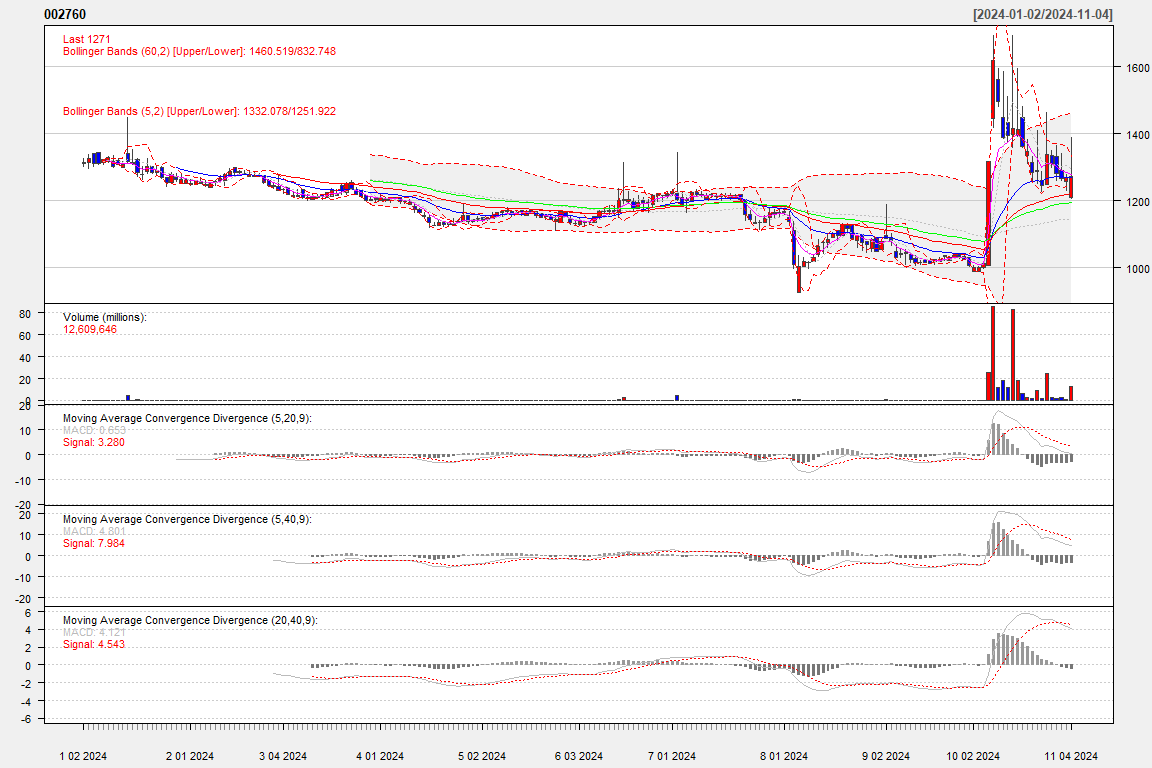 002760 [2024-01-02/2024-11-04]
Last 1271
Bollinger Bands (60,2) [Upper/Lower]: 1460.519/832.748
Bollinger Bands (5,2) [Upper/Lower]: 1332.078/1251.922
1600
1400
1200
1000
Volume (millions):
12,609,646
80
60
40
20
0
Moving Average Convergence Divergence (5,20,9):
MACD: 0.653
Signal: 3.280
20
10
0
-10
-20
Moving Average Convergence Divergence (5,40,9):
MACD: 4.801
Signal: 7.984
20
10
0
-10
-20
Moving Average Convergence Divergence (20,40,9):
MACD: 4.121
Signal: 4.543
6
4
2
0
-2
-4
-6
1 02 2024 2 01 2024 3 04 2024 4 01 2024 5 02 2024 6 03 2024 7 01 2024 8 01 2024 9 02 2024 10 02 2024 11 04 2024